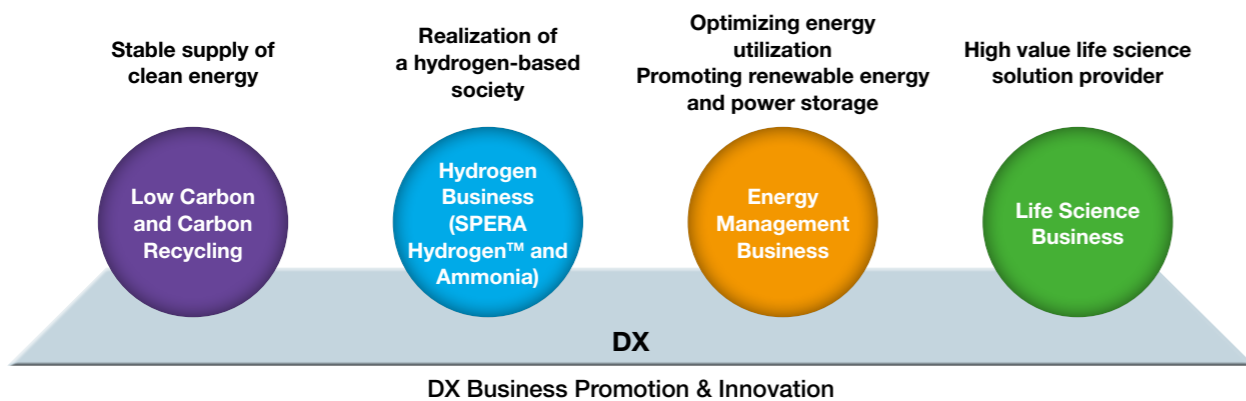 Stable supply of
clean energy
Realization of
a hydrogen-based
society
Optimizing energy
utilization
Promoting renewable energy
and power storage
High value life science
solution provider
Low Carbon
and Carbon
Recycling
Hydrogen
Business
(SPERA
Hydrogen™ and
Ammonia)
Energy
Management
Business
Life Science
Business
DX
DX Business Promotion & Innovation